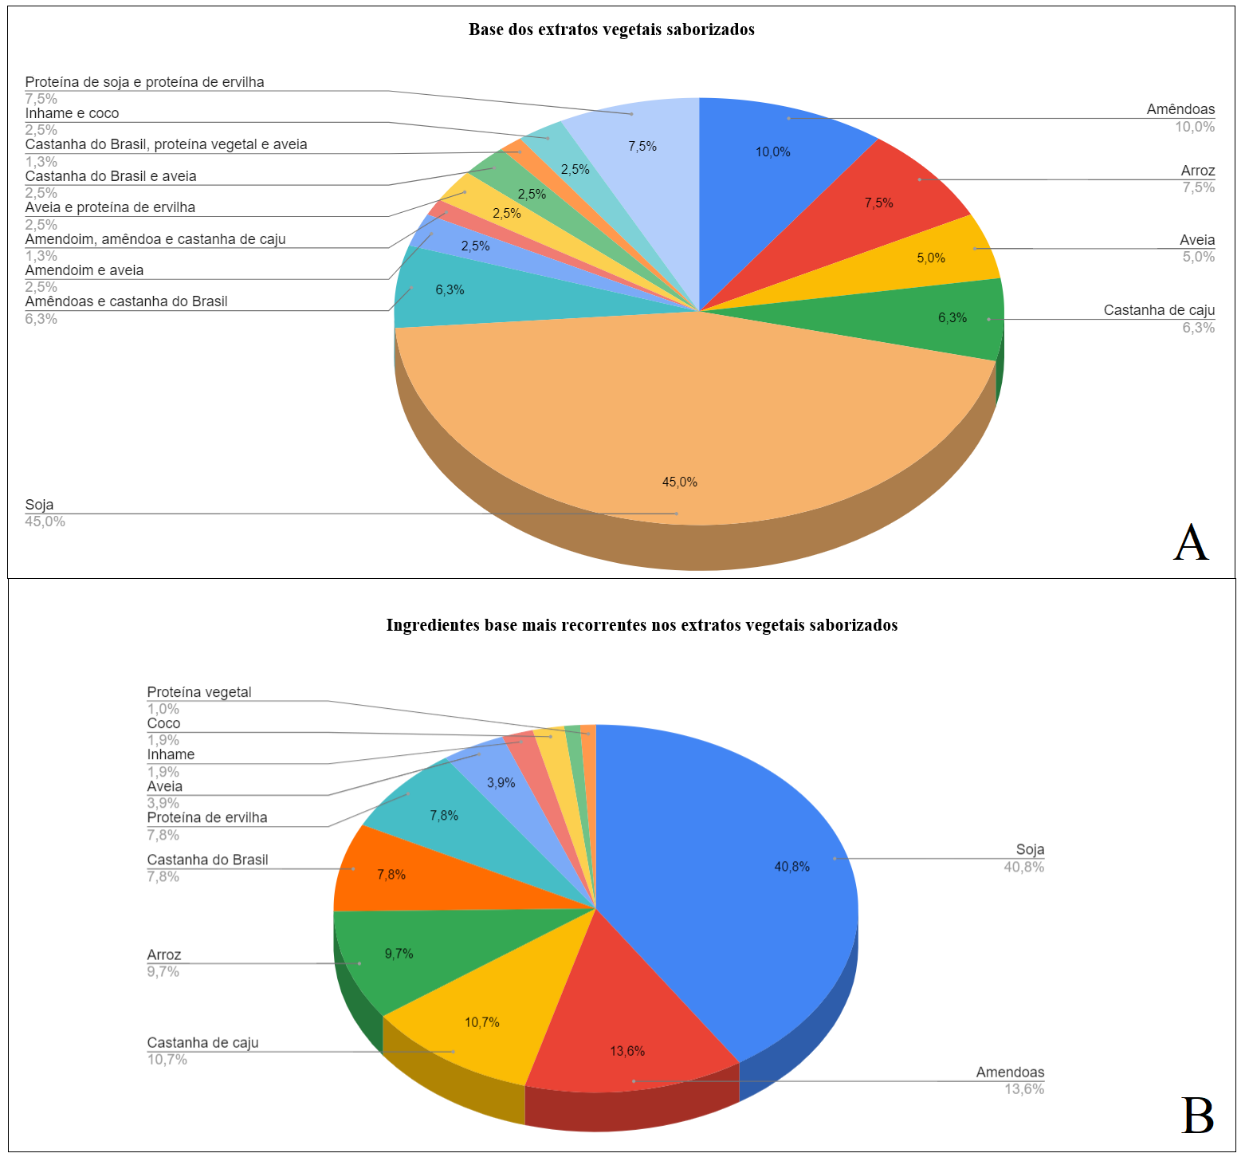 Base dos extratos vegetais saborizados
Proteína de soja e proteína de ervilha
7,5%
Inhame e coco
2,5%
Castanha do Brasil, proteína vegetal e aveia
1,3%
Castanha do Brasil e aveia
2,5%
Aveia e proteína de ervilha
2,5%
Amendoim, amêndoa e castanha de caju
1,3%
Amendoim e aveia
2,5%
Amêndoas e castanha do Brasil
6,3%
Soja
45,0%
7,5%
2,5%
2,5%
2,5%
2,5%
6,3%
45,0%
10,0%
7,5%
5,0%
6,3%
Amêndoas
10,0%
Arroz
7,5%
Aveia
5,0%
Castanha de caju
6,3%
A
Ingredientes base mais recorrentes nos extratos vegetais saborizados
Proteína vegetal
1,0%
Coco
1,9%
Inhame
1,9%
Aveia
3,9%
Proteína de ervilha
7,8%
Castanha do Brasil
7,8%
Arroz
9,7%
Castanha de caju
10,7%
3,9%
7,8%
7,8%
9,7%
10,7%
13,6%
40,8%
Soja
40,8%
Amendoas
13,6%
B